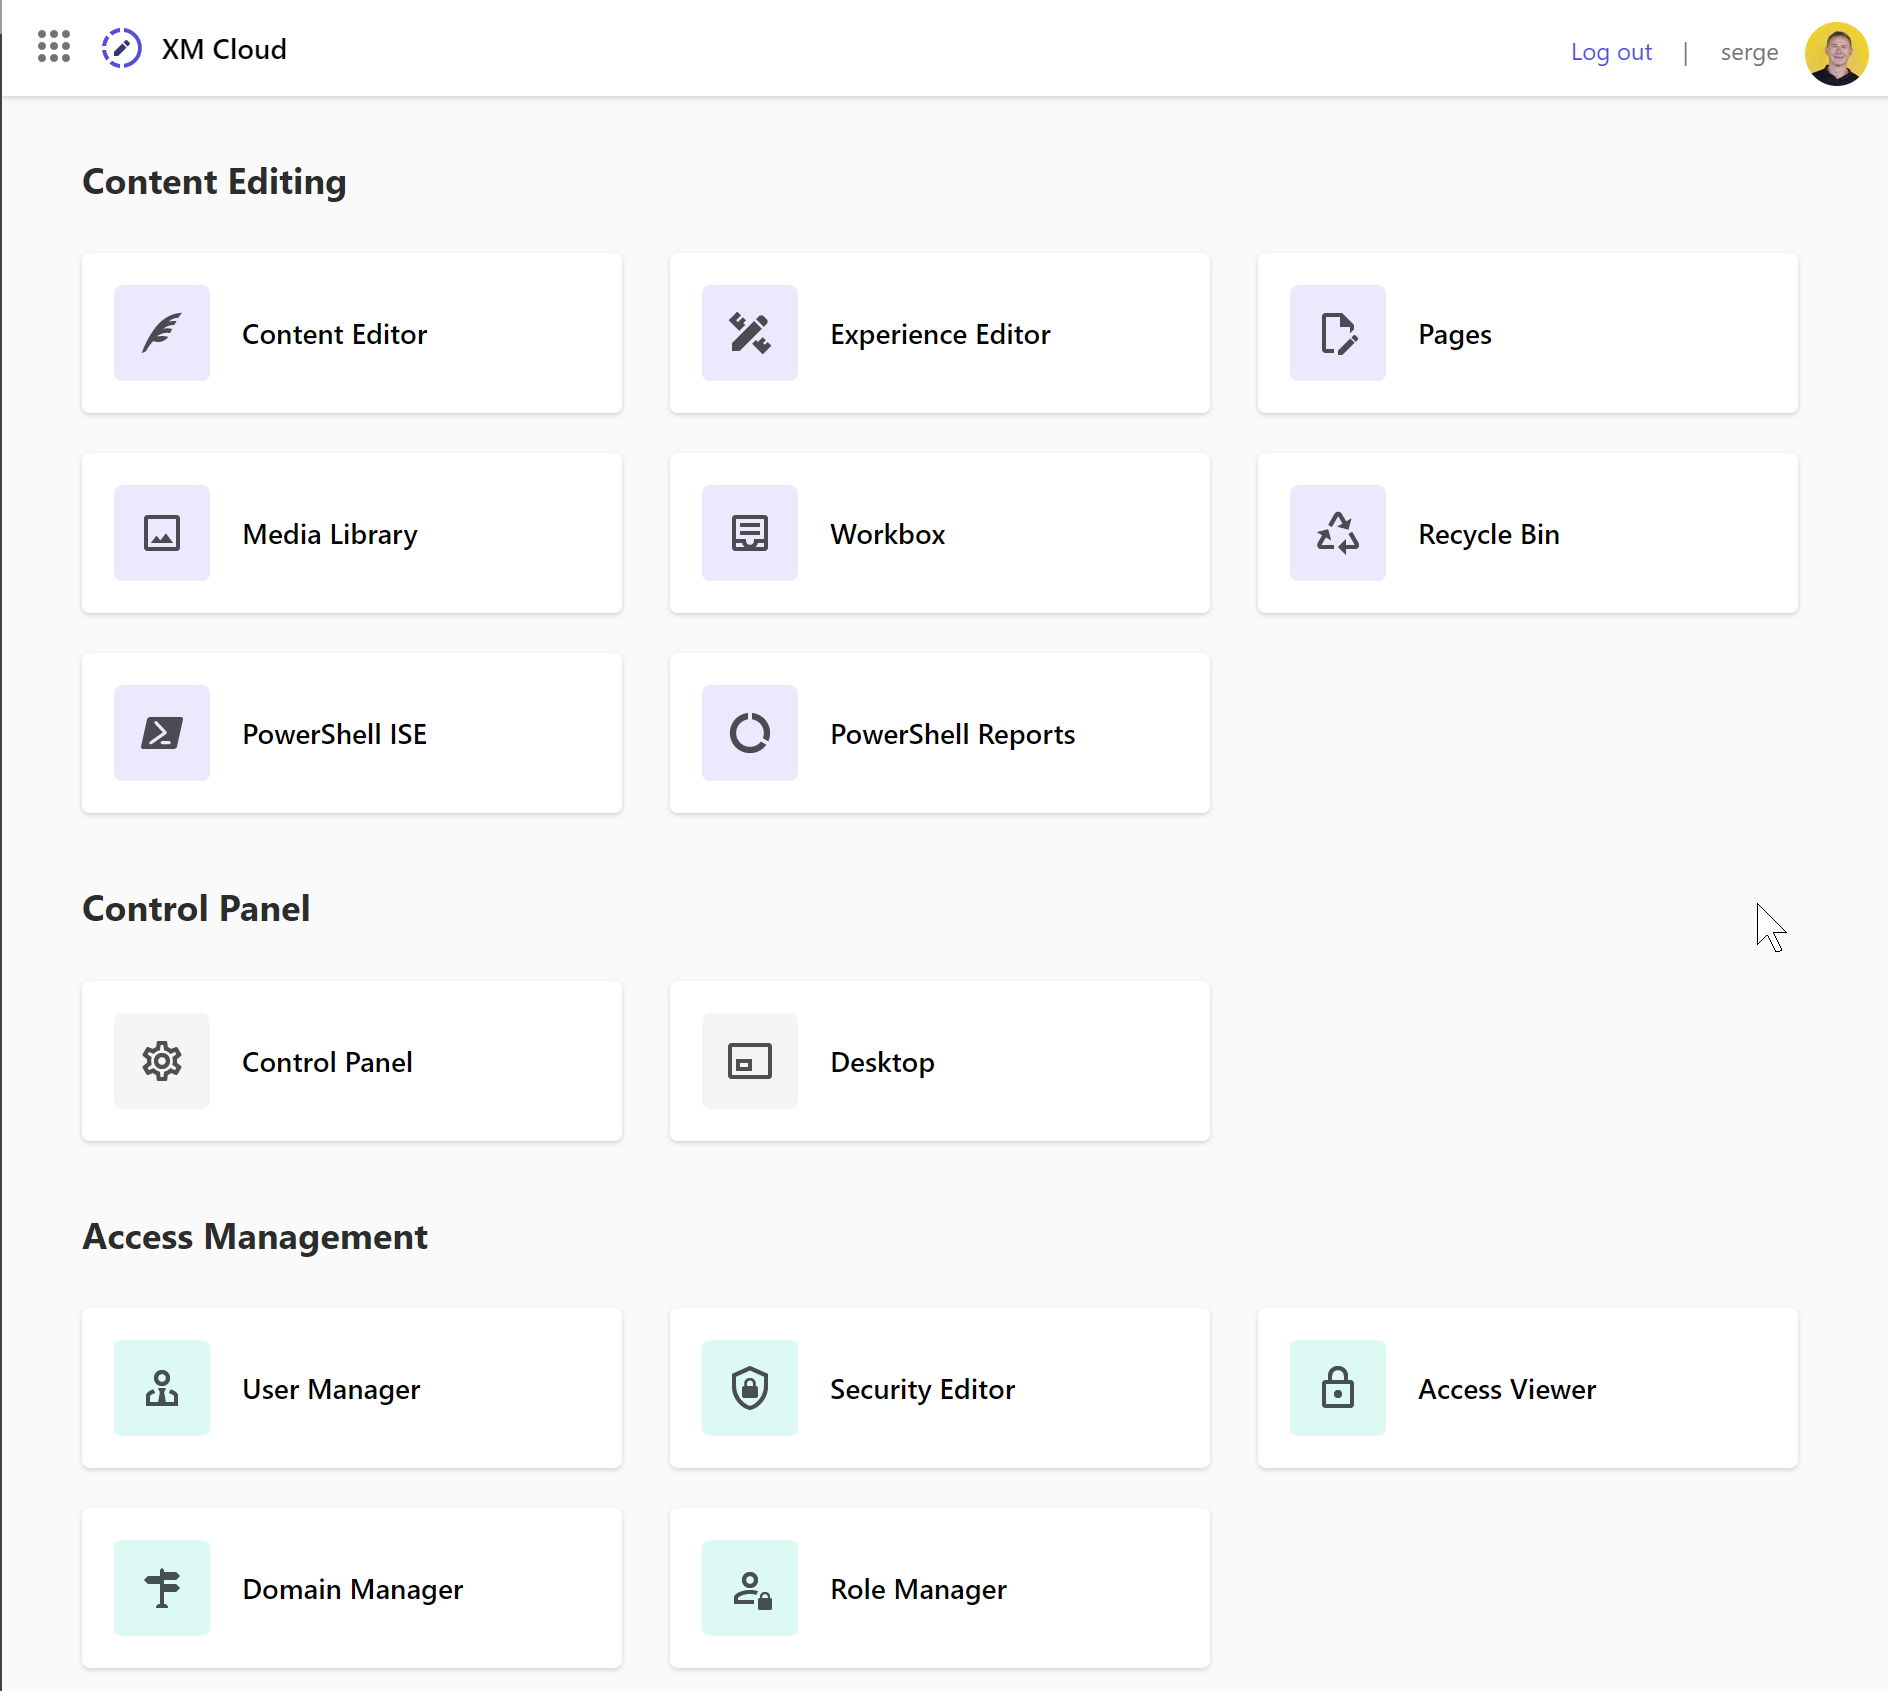 XM Cloud
Log out | serge
Content Editing
Content Editor
Experience Editor
Pages
Media Library
Workbox
Recycle Bin
PowerShell ISE
PowerShell Reports
Control Panel
Control Panel
Desktop
Access Management
User Manager
Security Editor
Access Viewer
Domain Manager
Role Manager